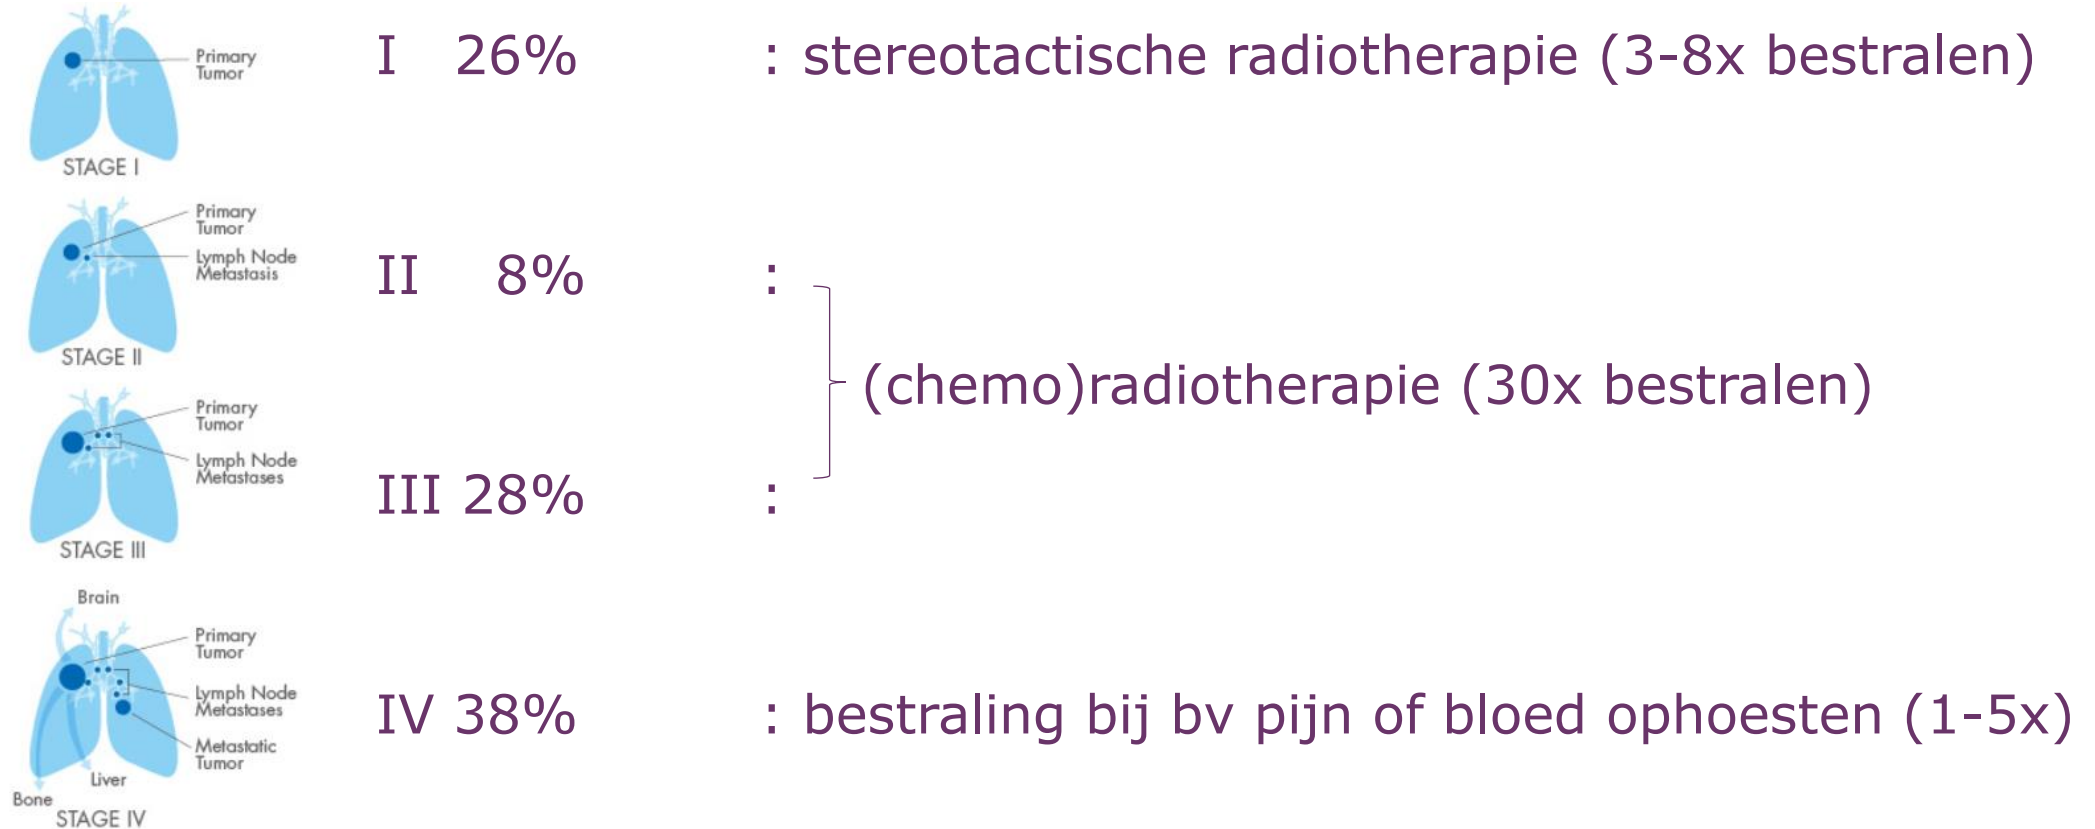 Primary
Tumor
STAGE I
I 26% : stereotactische radiotherapie (3-8x bestralen)
Primary
Tumor
Lymph Node
Metastasis
STAGE II
II 8% :
(chemo)radiotherapie (30x bestralen)
Primary
Tumor
Lymph Node
Metastases
STAGE III
III 28% :
Brain
Primary
Tumor
Lymph Node
Metastases
Metastatic
Tumor
Liver
Bone
STAGE IV
IV 38% : bestraling bij bv pijn of bloed ophoesten (1-5x)